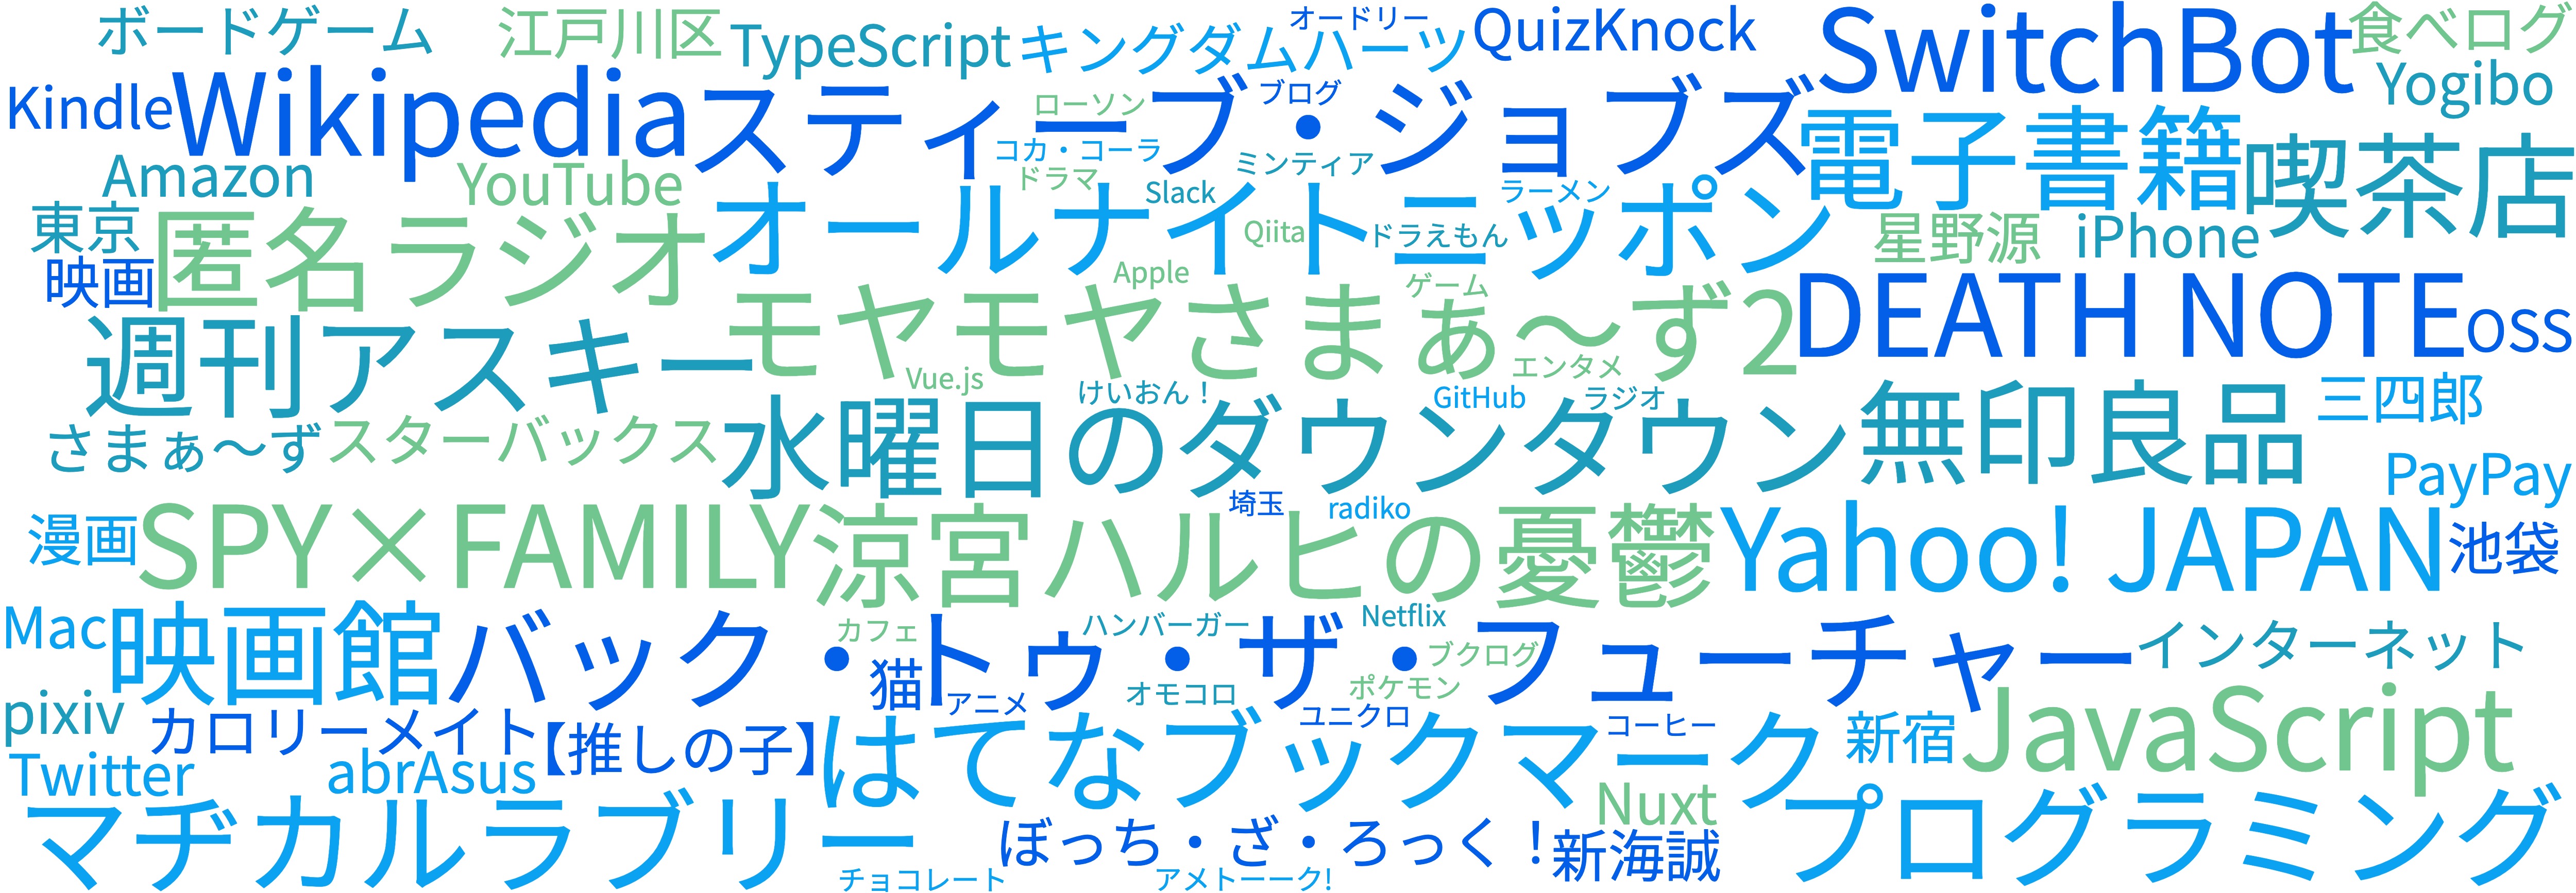 ボードゲーム
江戸川区
TypeScript
キングダムハーツ
オードリー
QuizKnock
SwitchBot
食べログ
Kindle
Wikipedia
スティーブ・ジョブズ
ローソン
ブログ
Yogibo
電子書籍
喫茶店
Amazon
YouTube
コカ・コーラ
ミンティア
ドラマ
Slack
ラーメン
東京
匿名ラジオ
オールナイトニッポン
Qiita
ドラえもん
星野源
iPhone
映画
Apple
ゲーム
モヤモヤさまぁ〜ず2
DEATH NOTE
OSS
週刊アスキー
Vue.js
エンタメ
けいおん!
GitHub
ラジオ
三四郎
さまぁ〜ず
スターバックス
水曜日のダウンタウン
無印良品
PayPay
漫画
SPY×FAMILY
涼宮ハルヒの憂鬱
埼玉
radiko
Yahoo! JAPAN
池袋
Mac
映画館
バック・トゥ・ザ・フューチャー
カフェ
ハンバーガー
Netflix
ブクログ
インターネット
猫
アニメ
オモコロ
ポケモン
pixiv
カロリーメイト
【推しの子】
はてなブックマーク
ユニクロ
コーヒー
新宿
JavaScript
Twitter
abrAsus
マヂカルラブリー
Nuxt
プログラミング
ぼっち・ざ・ろっく!
新海誠
チョコレート
アメトーーク!